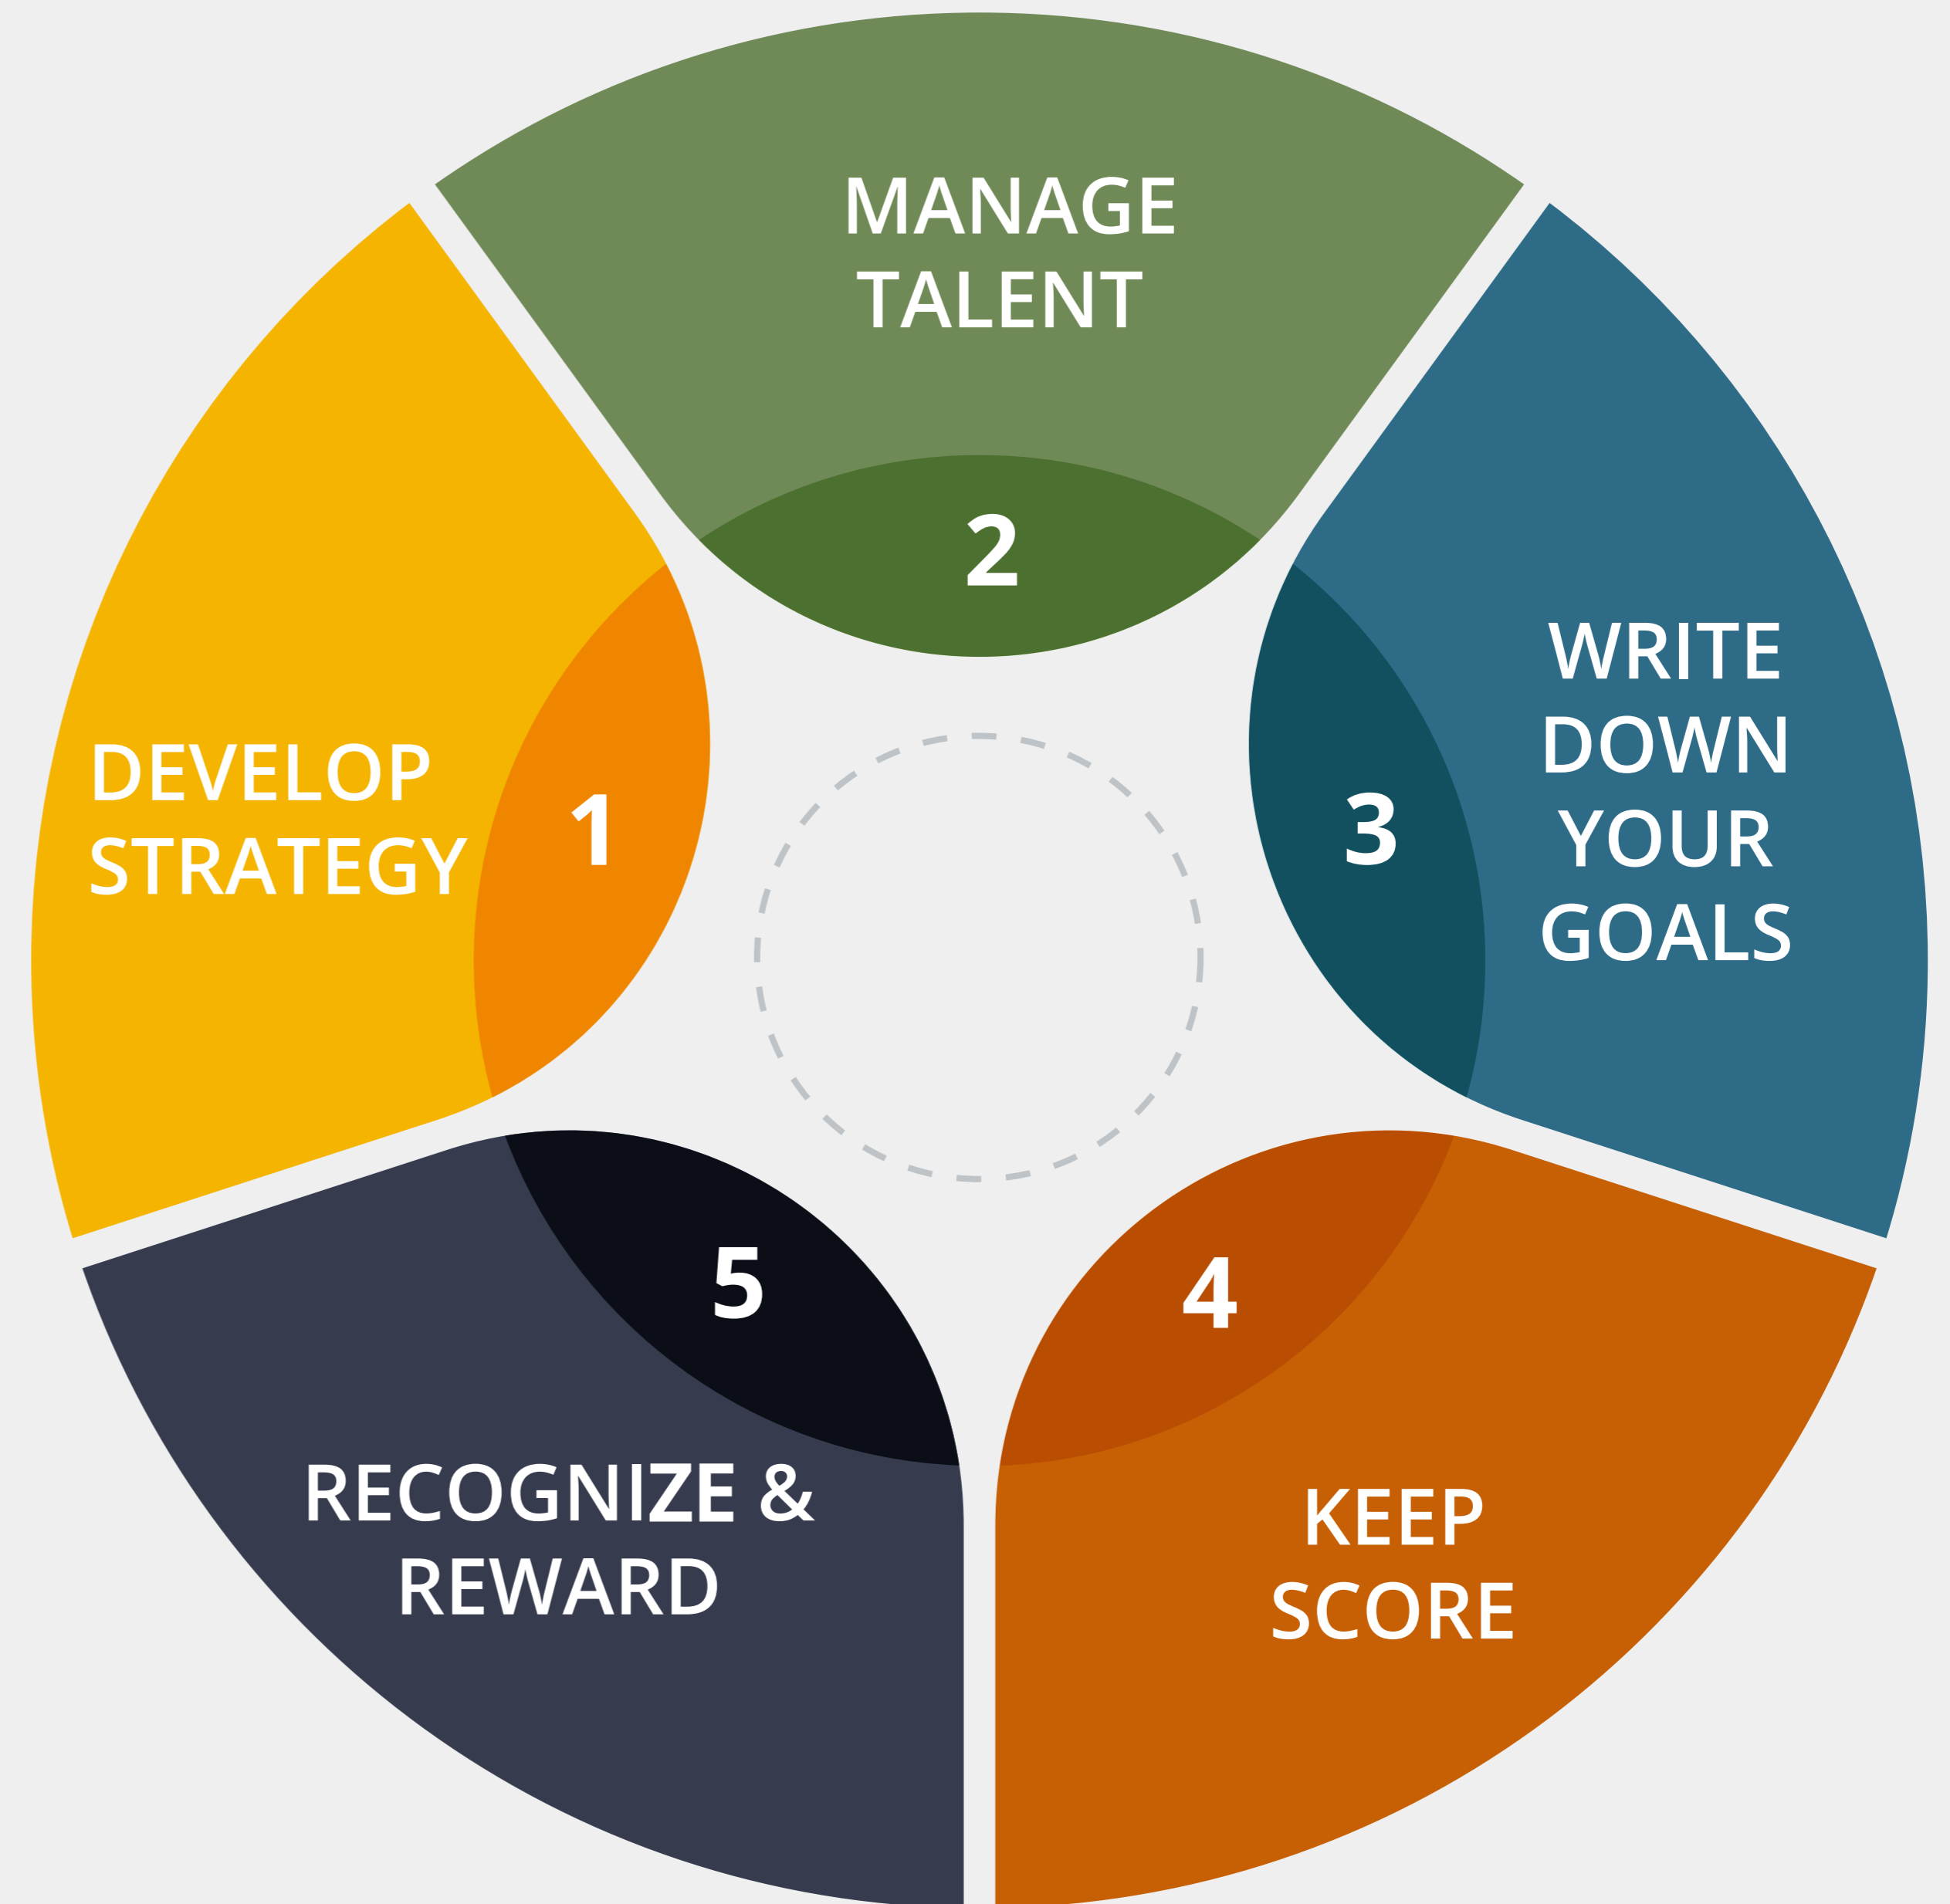 1
DEVELOP
STRATEGY
2
MANAGE
TALENT
3
WRITE
DOWN
YOUR
GOALS
4
KEEP
SCORE
5
RECOGNIZE &
REWARD